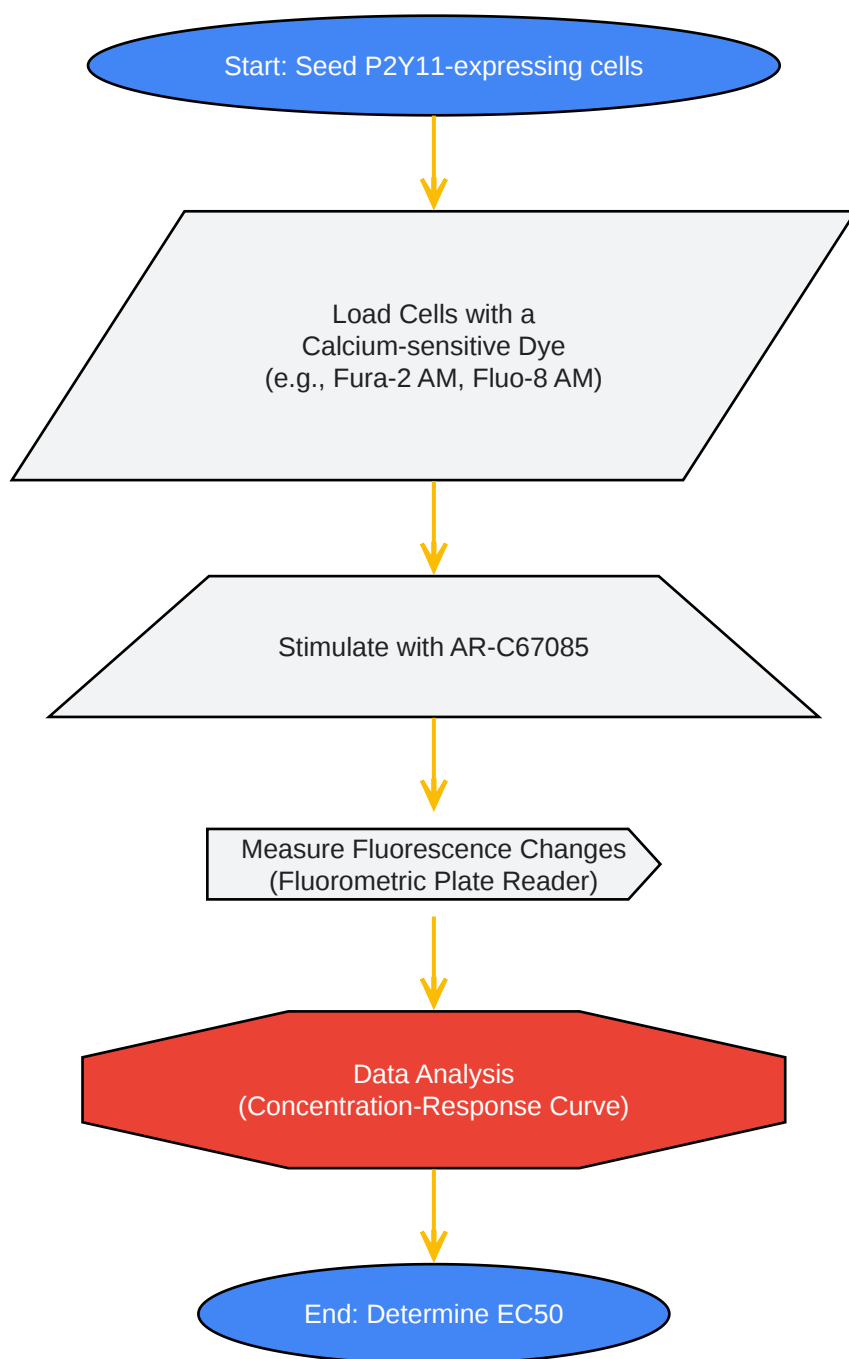 Start: Seed P2Y11-expressing cells
Load Cells with a
Calcium-sensitive Dye
(e.g., Fura-2 AM, Fluo-8 AM)
Stimulate with AR-C67085
Measure Fluorescence Changes
(Fluorometric Plate Reader)
Data Analysis
(Concentration-Response Curve)
End: Determine EC50